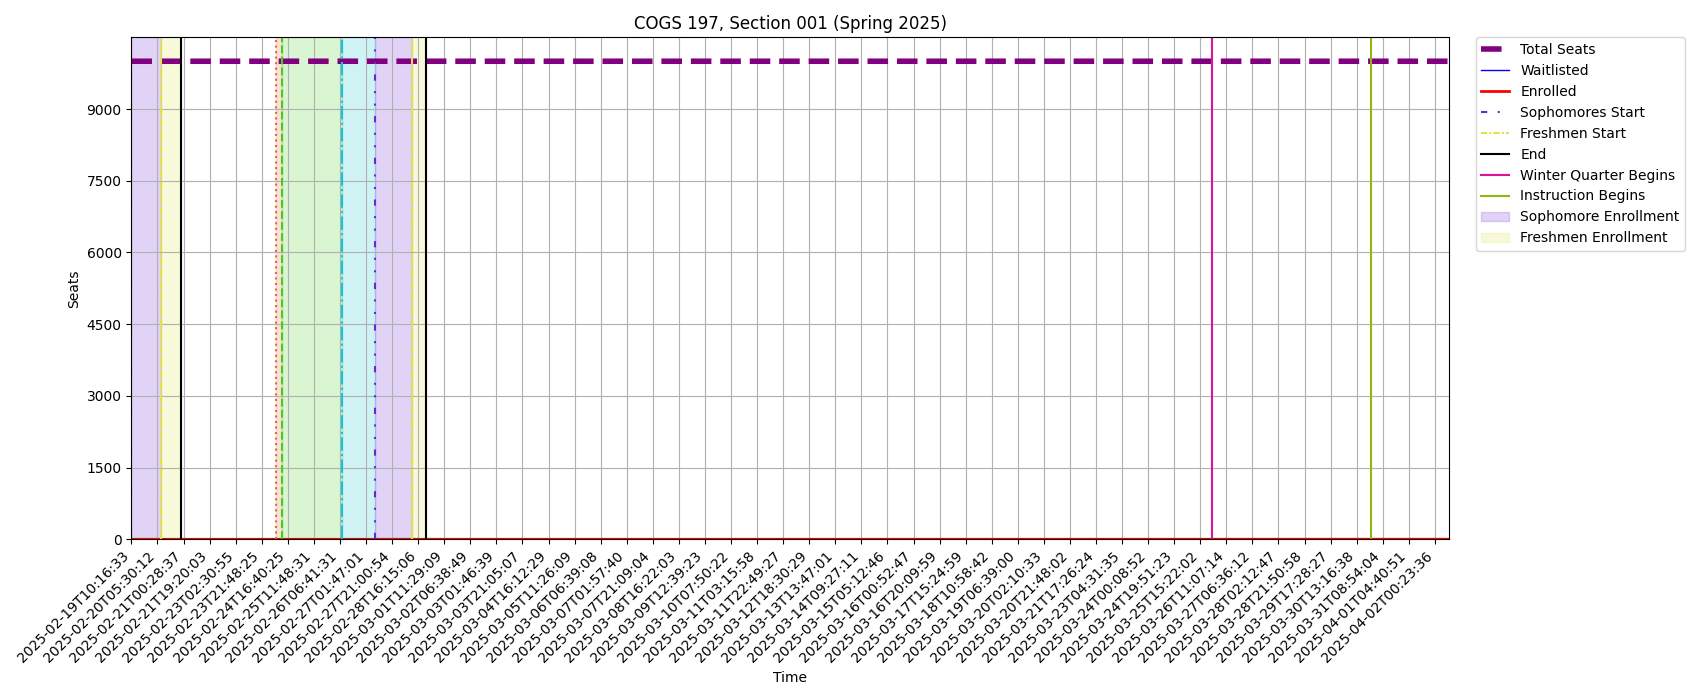 COGS 197, Section 001 (Spring 2025)
Total Seats
Waitlisted
Enrolled
Sophomores Start
Freshmen Start
End
Winter Quarter Begins
Instruction Begins
Sophomore Enrollment
Freshmen Enrollment
Seats
9000
7500
6000
4500
3000
1500
0
2025-02-19T10:16:33
2025-02-20T05:30:12
2025-02-21T00:28:37
2025-02-21T19:20:03
2025-02-23T02:30:55
2025-02-23T21:48:25
2025-02-24T16:40:25
2025-02-25T11:48:31
2025-02-26T06:41:31
2025-02-27T01:47:01
2025-02-27T21:00:54
2025-02-28T16:15:06
2025-03-01T11:29:09
2025-03-02T06:38:49
2025-03-03T01:46:39
2025-03-03T21:05:07
2025-03-04T16:12:29
2025-03-05T11:26:09
2025-03-06T06:39:08
2025-03-07T01:57:40
2025-03-07T21:09:04
2025-03-08T16:22:03
2025-03-09T12:39:23
2025-03-10T07:50:22
2025-03-11T03:15:58
2025-03-11T22:49:27
2025-03-12T18:30:29
2025-03-13T13:47:01
2025-03-14T09:27:11
2025-03-15T05:12:46
2025-03-16T00:52:47
2025-03-16T20:09:59
2025-03-17T15:24:59
2025-03-18T10:58:42
2025-03-19T06:39:00
2025-03-20T02:10:33
2025-03-20T21:48:02
2025-03-21T17:26:24
2025-03-23T04:31:35
2025-03-24T00:08:52
2025-03-24T19:51:23
2025-03-25T15:22:02
2025-03-26T11:07:14
2025-03-27T06:36:12
2025-03-28T02:12:47
2025-03-28T21:50:58
2025-03-29T17:28:27
2025-03-30T13:16:38
2025-03-31T08:54:04
2025-04-01T04:40:51
2025-04-02T00:23:36
Time